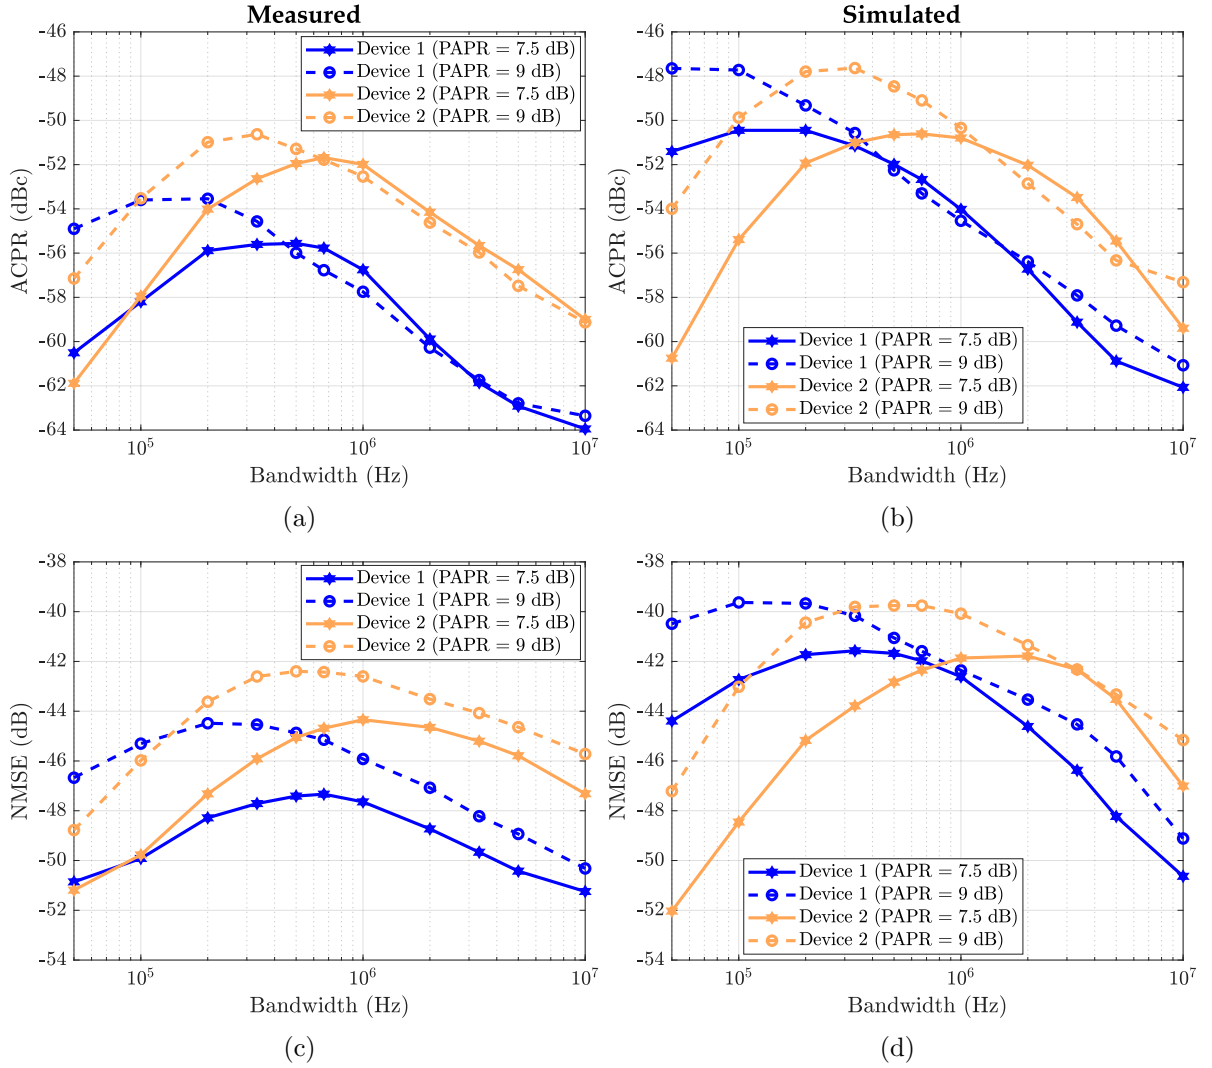 Measured
-46
-48
-50
-52
-54
-56
-58
-60
-62
-64
ACPR (dBc)
Device 1 (PAPR = 7.5 dB)
Device 1 (PAPR = 9 dB)
Device 2 (PAPR = 7.5 dB)
Device 2 (PAPR = 9 dB)
10^5 10^6 10^7
Bandwidth (Hz)
(a)
Simulated
-46
-48
-50
-52
-54
-56
-58
-60
-62
-64
ACPR (dBc)
Device 1 (PAPR = 7.5 dB)
Device 1 (PAPR = 9 dB)
Device 2 (PAPR = 7.5 dB)
Device 2 (PAPR = 9 dB)
10^5 10^6 10^7
Bandwidth (Hz)
(b)
-38
-40
-42
-44
-46
-48
-50
-52
-54
NMSE (dB)
Device 1 (PAPR = 7.5 dB)
Device 1 (PAPR = 9 dB)
Device 2 (PAPR = 7.5 dB)
Device 2 (PAPR = 9 dB)
10^5 10^6 10^7
Bandwidth (Hz)
(c)
-38
-40
-42
-44
-46
-48
-50
-52
-54
NMSE (dB)
Device 1 (PAPR = 7.5 dB)
Device 1 (PAPR = 9 dB)
Device 2 (PAPR = 7.5 dB)
Device 2 (PAPR = 9 dB)
10^5 10^6 10^7
Bandwidth (Hz)
(d)